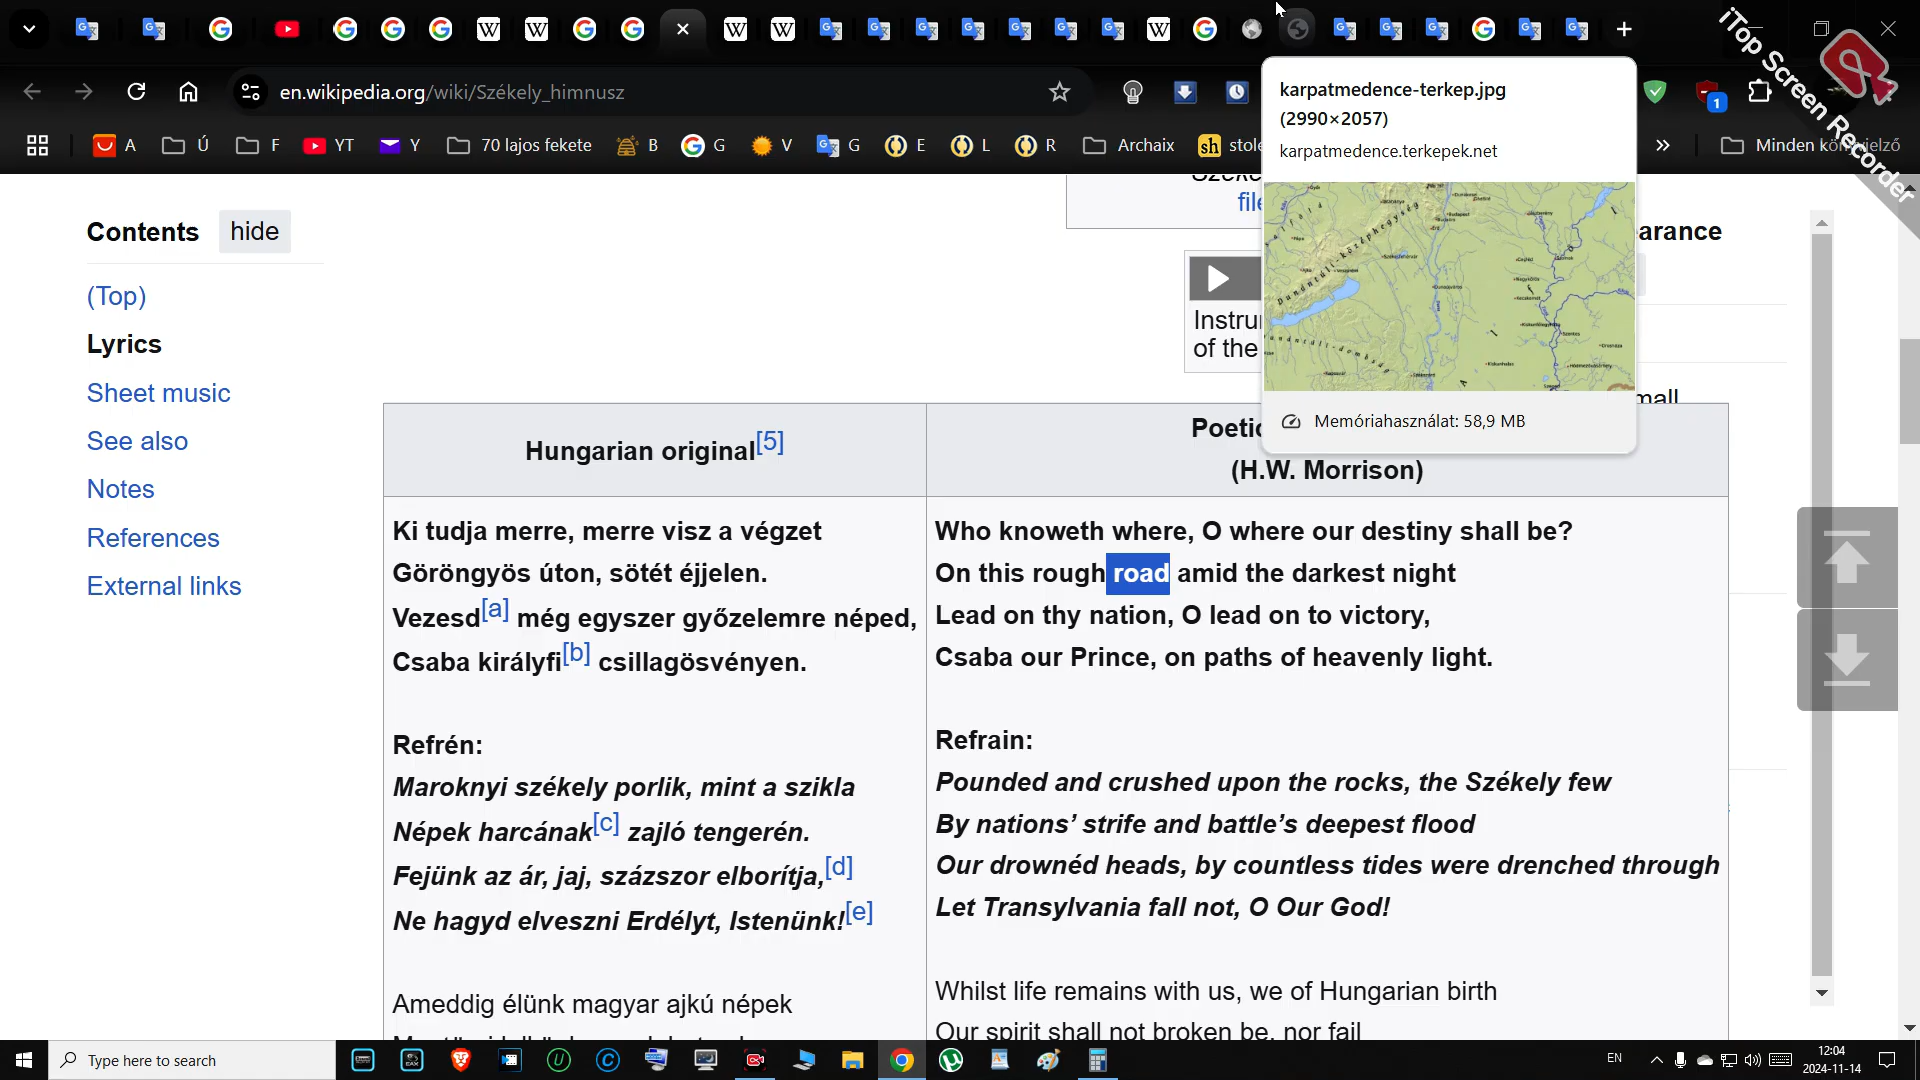 en.wikipedia.org/wiki/Székely_himnusz
1
iTop Screen Recorder
A
Ú
F
YT
Y
70 lajos fekete
B
G
V
G
E
L
R
Archaix
sh stole
»
Minden könyvjelző
karpatmedence-terkep.jpg
(2990×2057)
karpatmedence.terkepek.net
Dunántúli-középhegység
Memóriahasználat: 58,9 MB
Contents
hide
(Top)
Lyrics
Sheet music
See also
Notes
References
External links
file
Instru
of the
arance
mall
Hungarian original[5]
Poetic
(H.W. Morrison)
Ki tudja merre, merre visz a végzet
Göröngyös úton, sötét éjjelen.
Vezesd[a] még egyszer győzelemre néped,
Csaba királyfi[b] csillagösvényen.
Refrén:
Maroknyi székely porlik, mint a szikla
Népek harcának[c] zajló tengerén.
Fejünk az ár, jaj, százszor elborítja,[d]
Ne hagyd elveszni Erdélyt, Istenünk![e]
Ameddig élünk magyar ajkú népek
Who knoweth where, O where our destiny shall be?
On this rough road amid the darkest night
Lead on thy nation, O lead on to victory,
Csaba our Prince, on paths of heavenly light.
Refrain:
Pounded and crushed upon the rocks, the Székely few
By nations’ strife and battle’s deepest flood
Our drownéd heads, by countless tides were drenched through
Let Transylvania fall not, O Our God!
Whilst life remains with us, we of Hungarian birth
Our spirit shall not broken be, nor fail
Type here to search
EN
12:04
2024-11-14